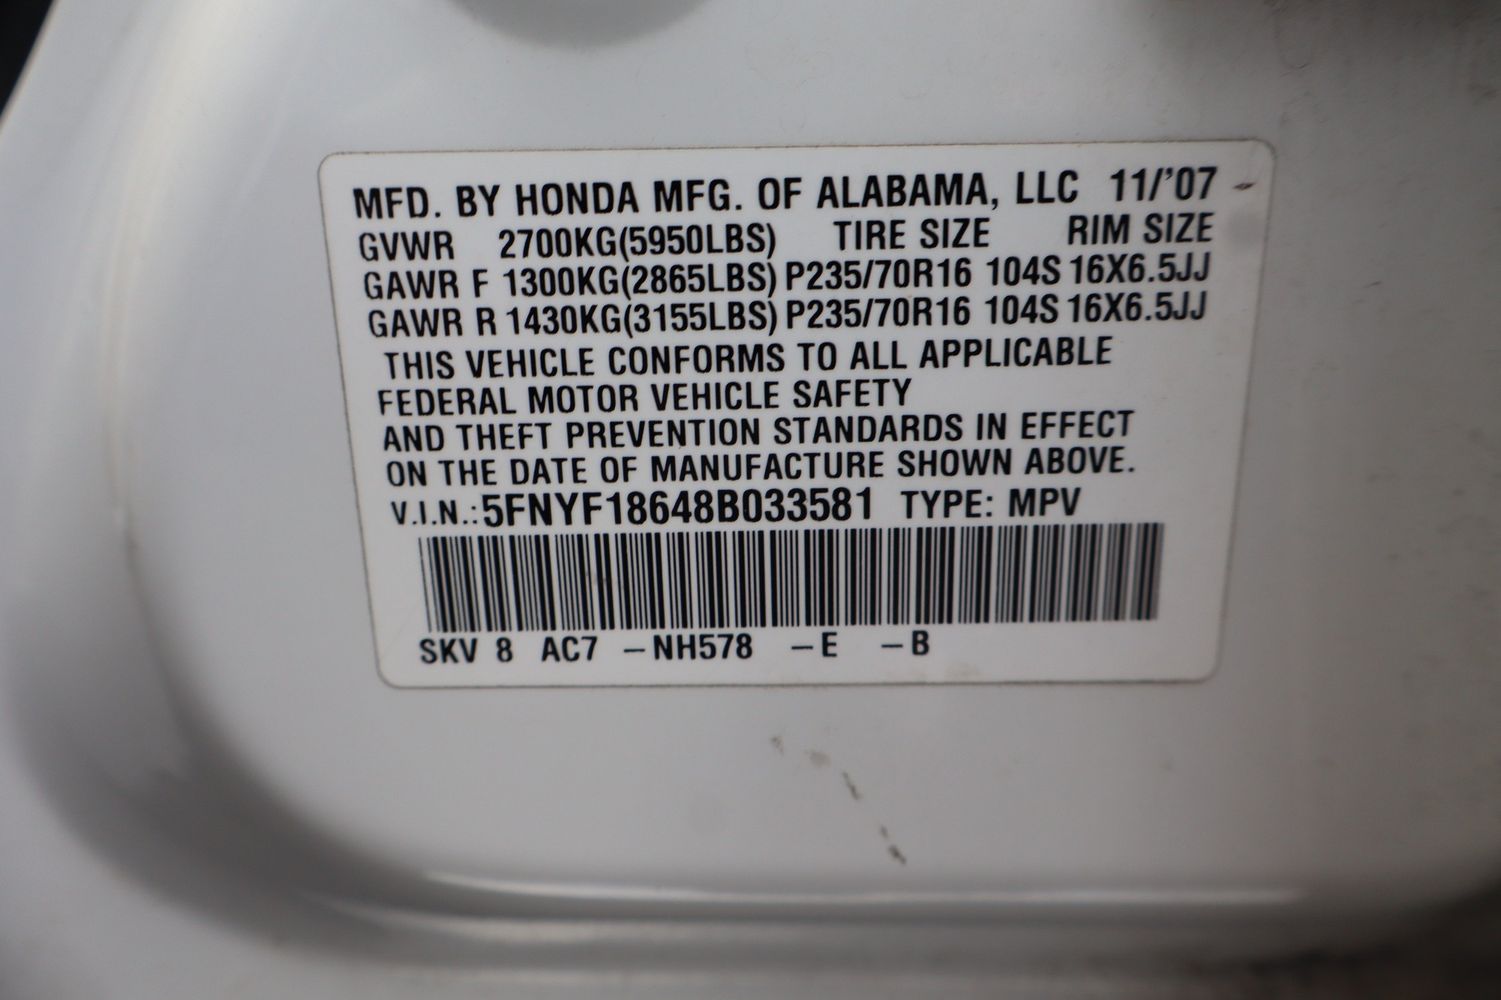 MFD. BY HONDA MFG. OF ALABAMA, LLC 11/'07
GVWR 2700KG(5950LBS) TIRE SIZE RIM SIZE
GAWR F 1300KG(2865LBS) P235/70R16 104S 16X6.5JJ
GAWR R 1430KG(3155LBS) P235/70R16 104S 16X6.5JJ
THIS VEHICLE CONFORMS TO ALL APPLICABLE
FEDERAL MOTOR VEHICLE SAFETY
AND THEFT PREVENTION STANDARDS IN EFFECT
ON THE DATE OF MANUFACTURE SHOWN ABOVE.
V.I.N.:5FNYF18648B033581 TYPE: MPV
SKV 8 AC7 –NH578 –E –B